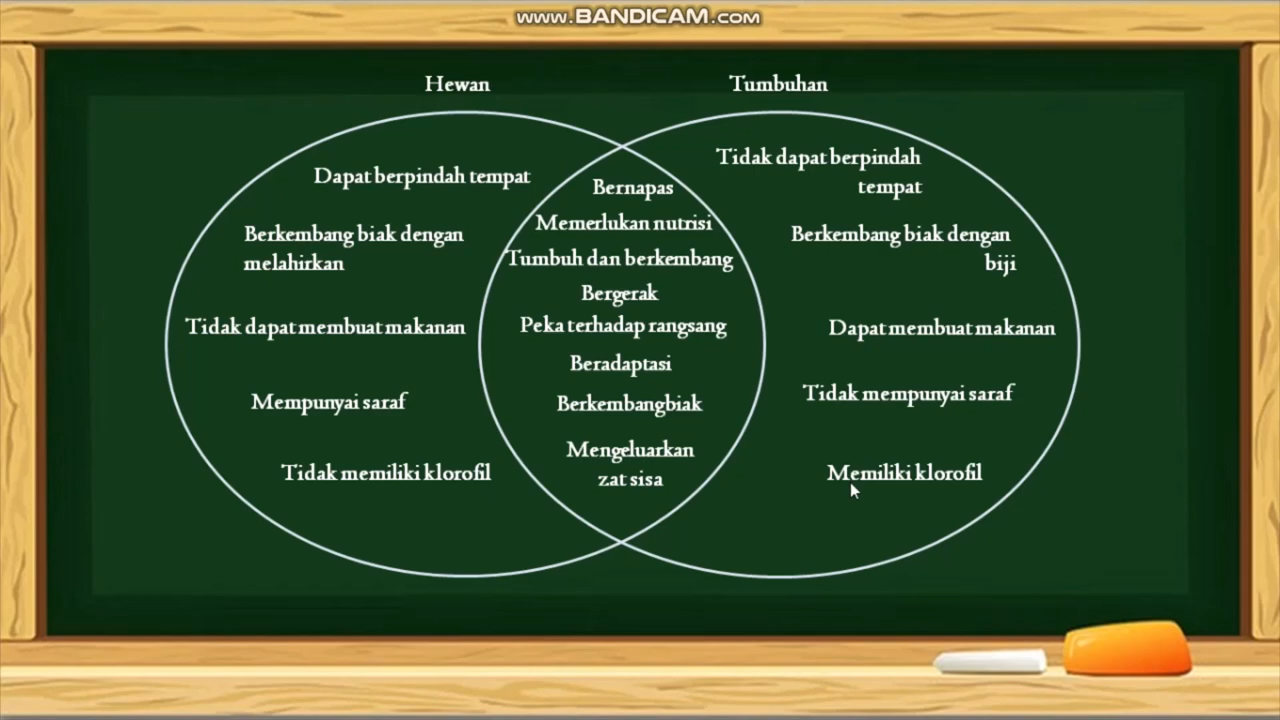 www.BANDICAM.com
Hewan
Tumbuhan
Dapat berpindah tempat
Berkembang biak dengan
melahirkan
Tidak dapat membuat makanan
Mempunyai saraf
Tidak memiliki klorofil
Bernapas
Memerlukan nutrisi
Tumbuh dan berkembang
Bergerak
Peka terhadap rangsang
Beradaptasi
Berkembangbiak
Mengeluarkan
zat sisa
Tidak dapat berpindah
tempat
Berkembang biak dengan
biji
Dapat membuat makanan
Tidak mempunyai saraf
Memiliki klorofil